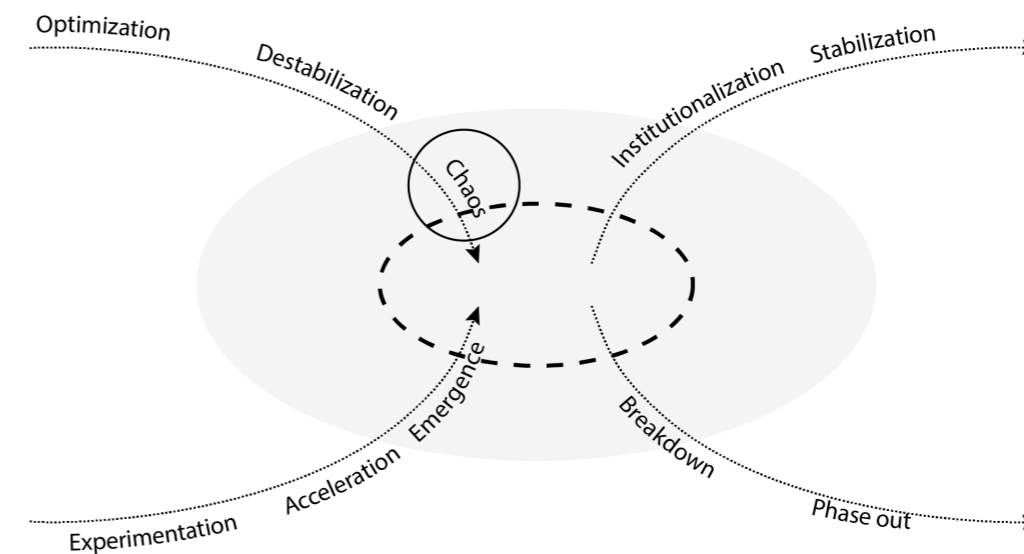 Optimization
Destabilization
Chaos
Institutionalization
Stabilization
Experimentation
Acceleration
Emergence
Breakdown
Phase out